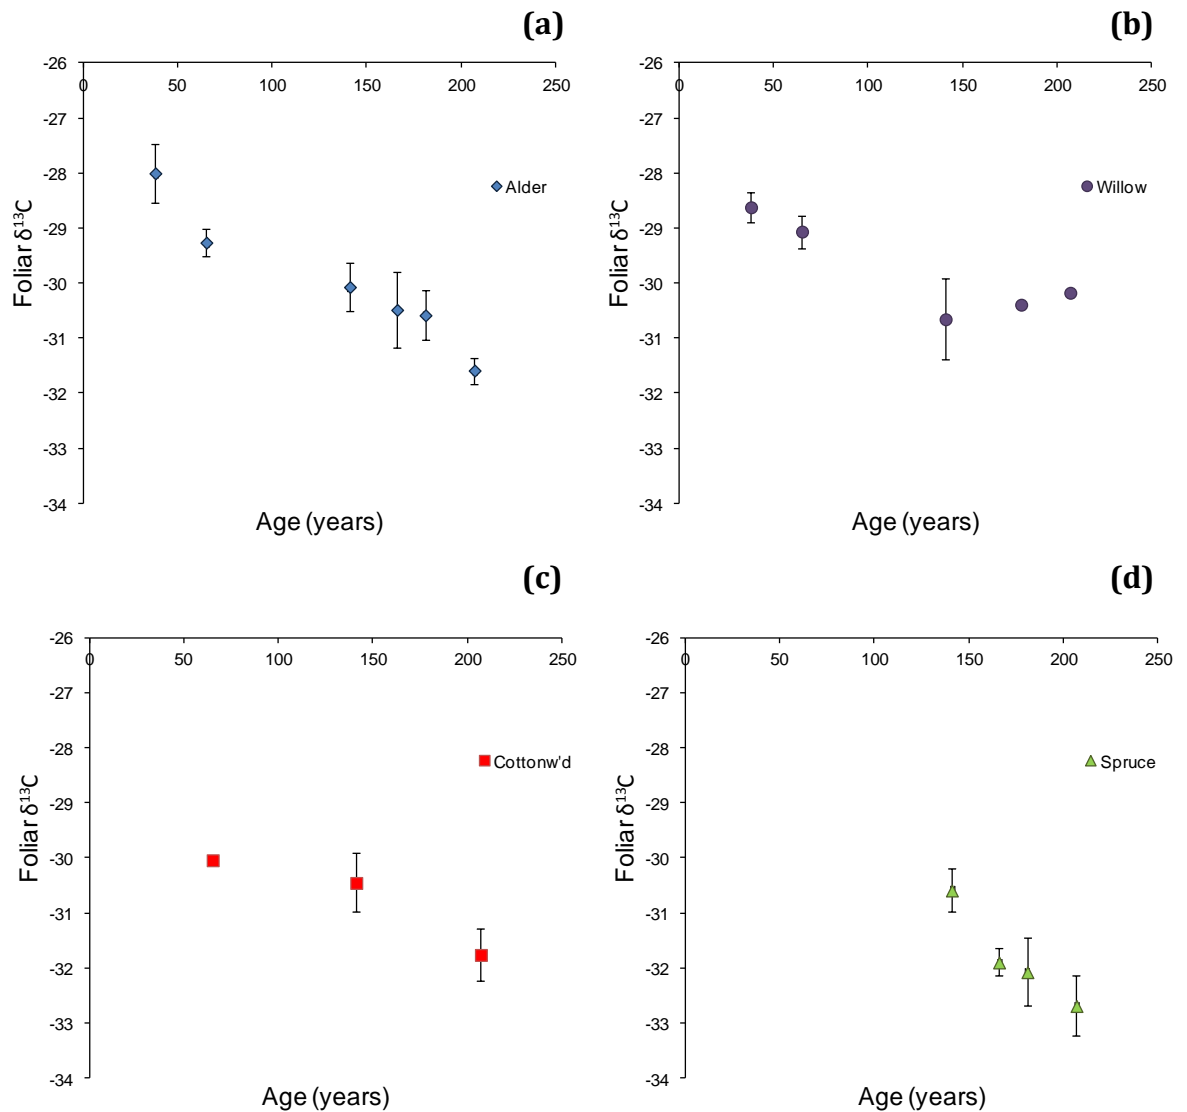 (a)
-26
0 50 100 150 200 250
-27
-28
Alder
-29
-30
-31
-32
-33
-34
Foliar δ¹³C
Age (years)
(b)
-26
0 50 100 150 200 250
-27
-28
Willow
-29
-30
-31
-32
-33
-34
Foliar δ¹³C
Age (years)
(c)
-26
0 50 100 150 200 250
-27
-28
Cottonw'd
-29
-30
-31
-32
-33
-34
Foliar δ¹³C
Age (years)
(d)
-26
0 50 100 150 200 250
-27
-28
Spruce
-29
-30
-31
-32
-33
-34
Foliar δ¹³C
Age (years)